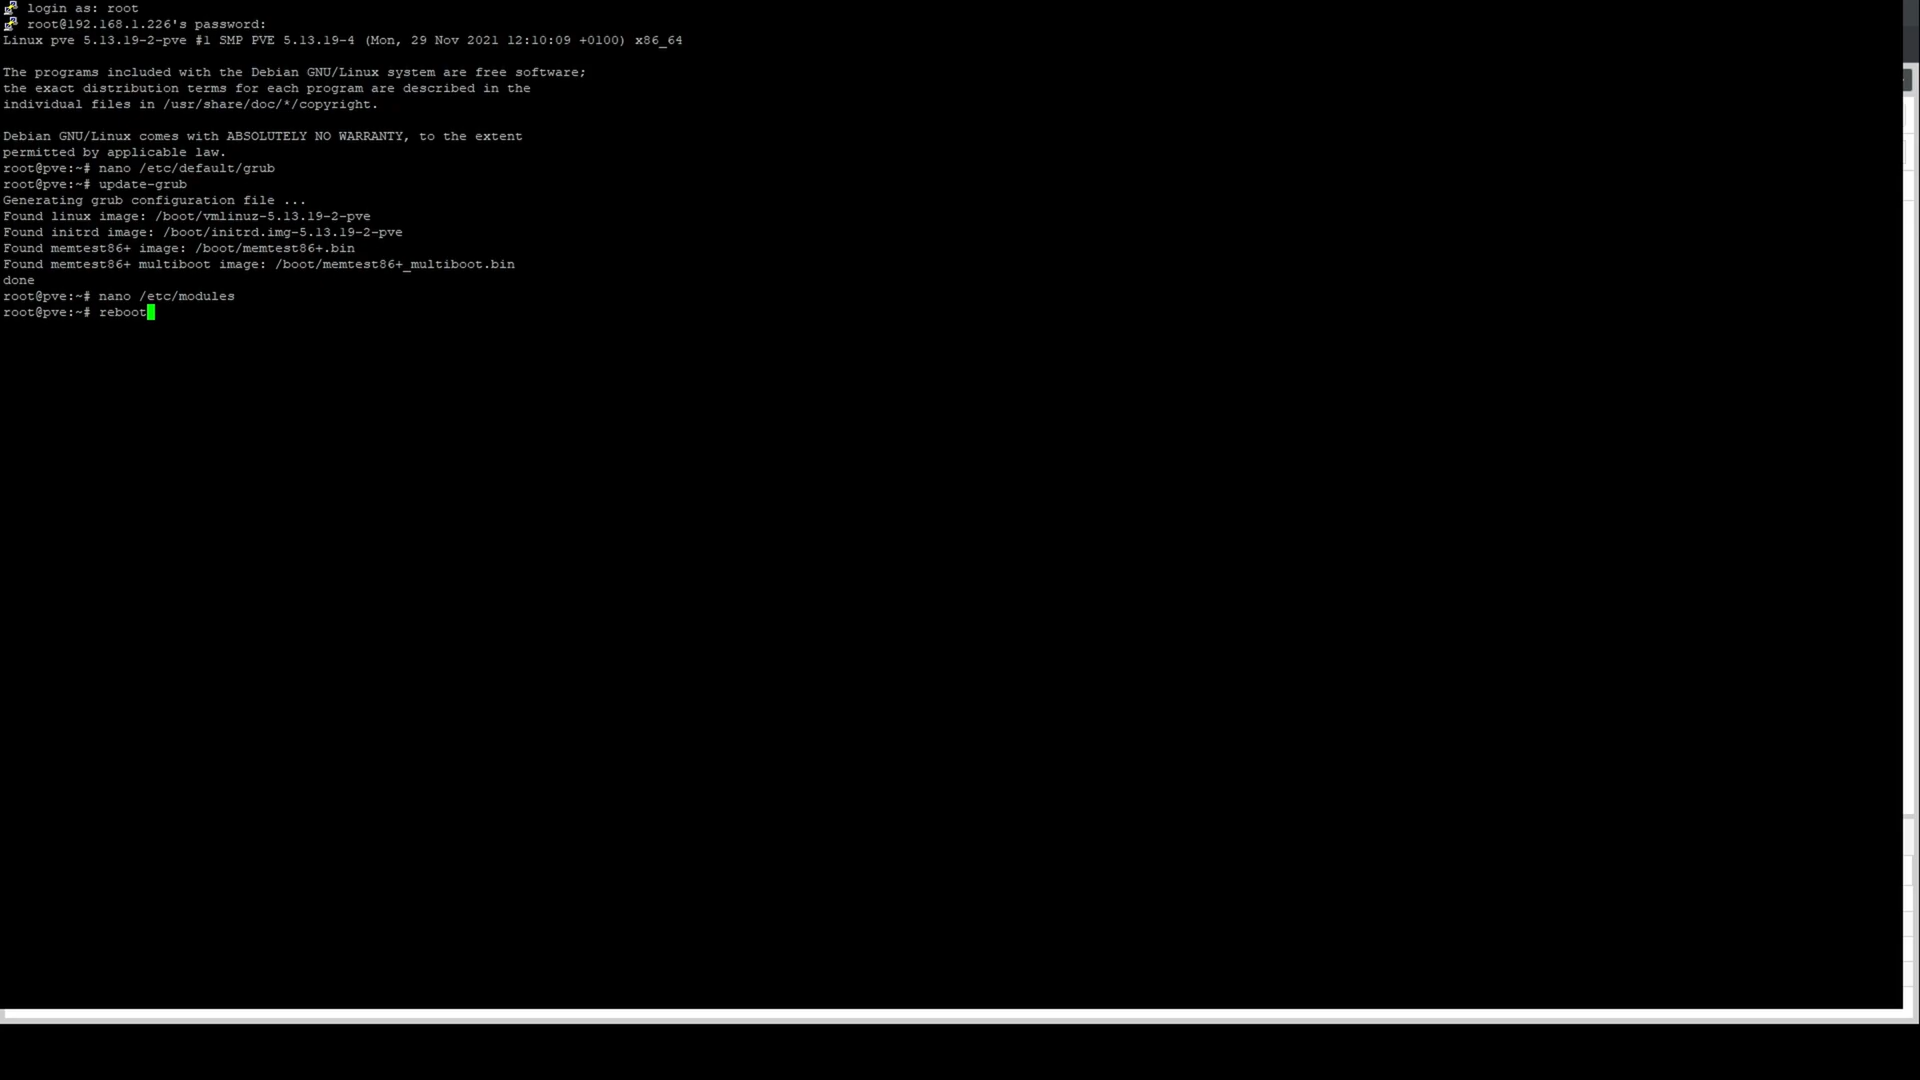 login as: root
root@192.168.1.226's password:
Linux pve 5.13.19-2-pve #1 SMP PVE 5.13.19-4 (Mon, 29 Nov 2021 12:10:09 +0100) x86_64
The programs included with the Debian GNU/Linux system are free software;
the exact distribution terms for each program are described in the
individual files in /usr/share/doc/*/copyright.
Debian GNU/Linux comes with ABSOLUTELY NO WARRANTY, to the extent
permitted by applicable law.
root@pve:~# nano /etc/default/grub
root@pve:~# update-grub
Generating grub configuration file ...
Found linux image: /boot/vmlinuz-5.13.19-2-pve
Found initrd image: /boot/initrd.img-5.13.19-2-pve
Found memtest86+ image: /boot/memtest86+.bin
Found memtest86+ multiboot image: /boot/memtest86+_multiboot.bin
done
root@pve:~# nano /etc/modules
root@pve:~# reboot